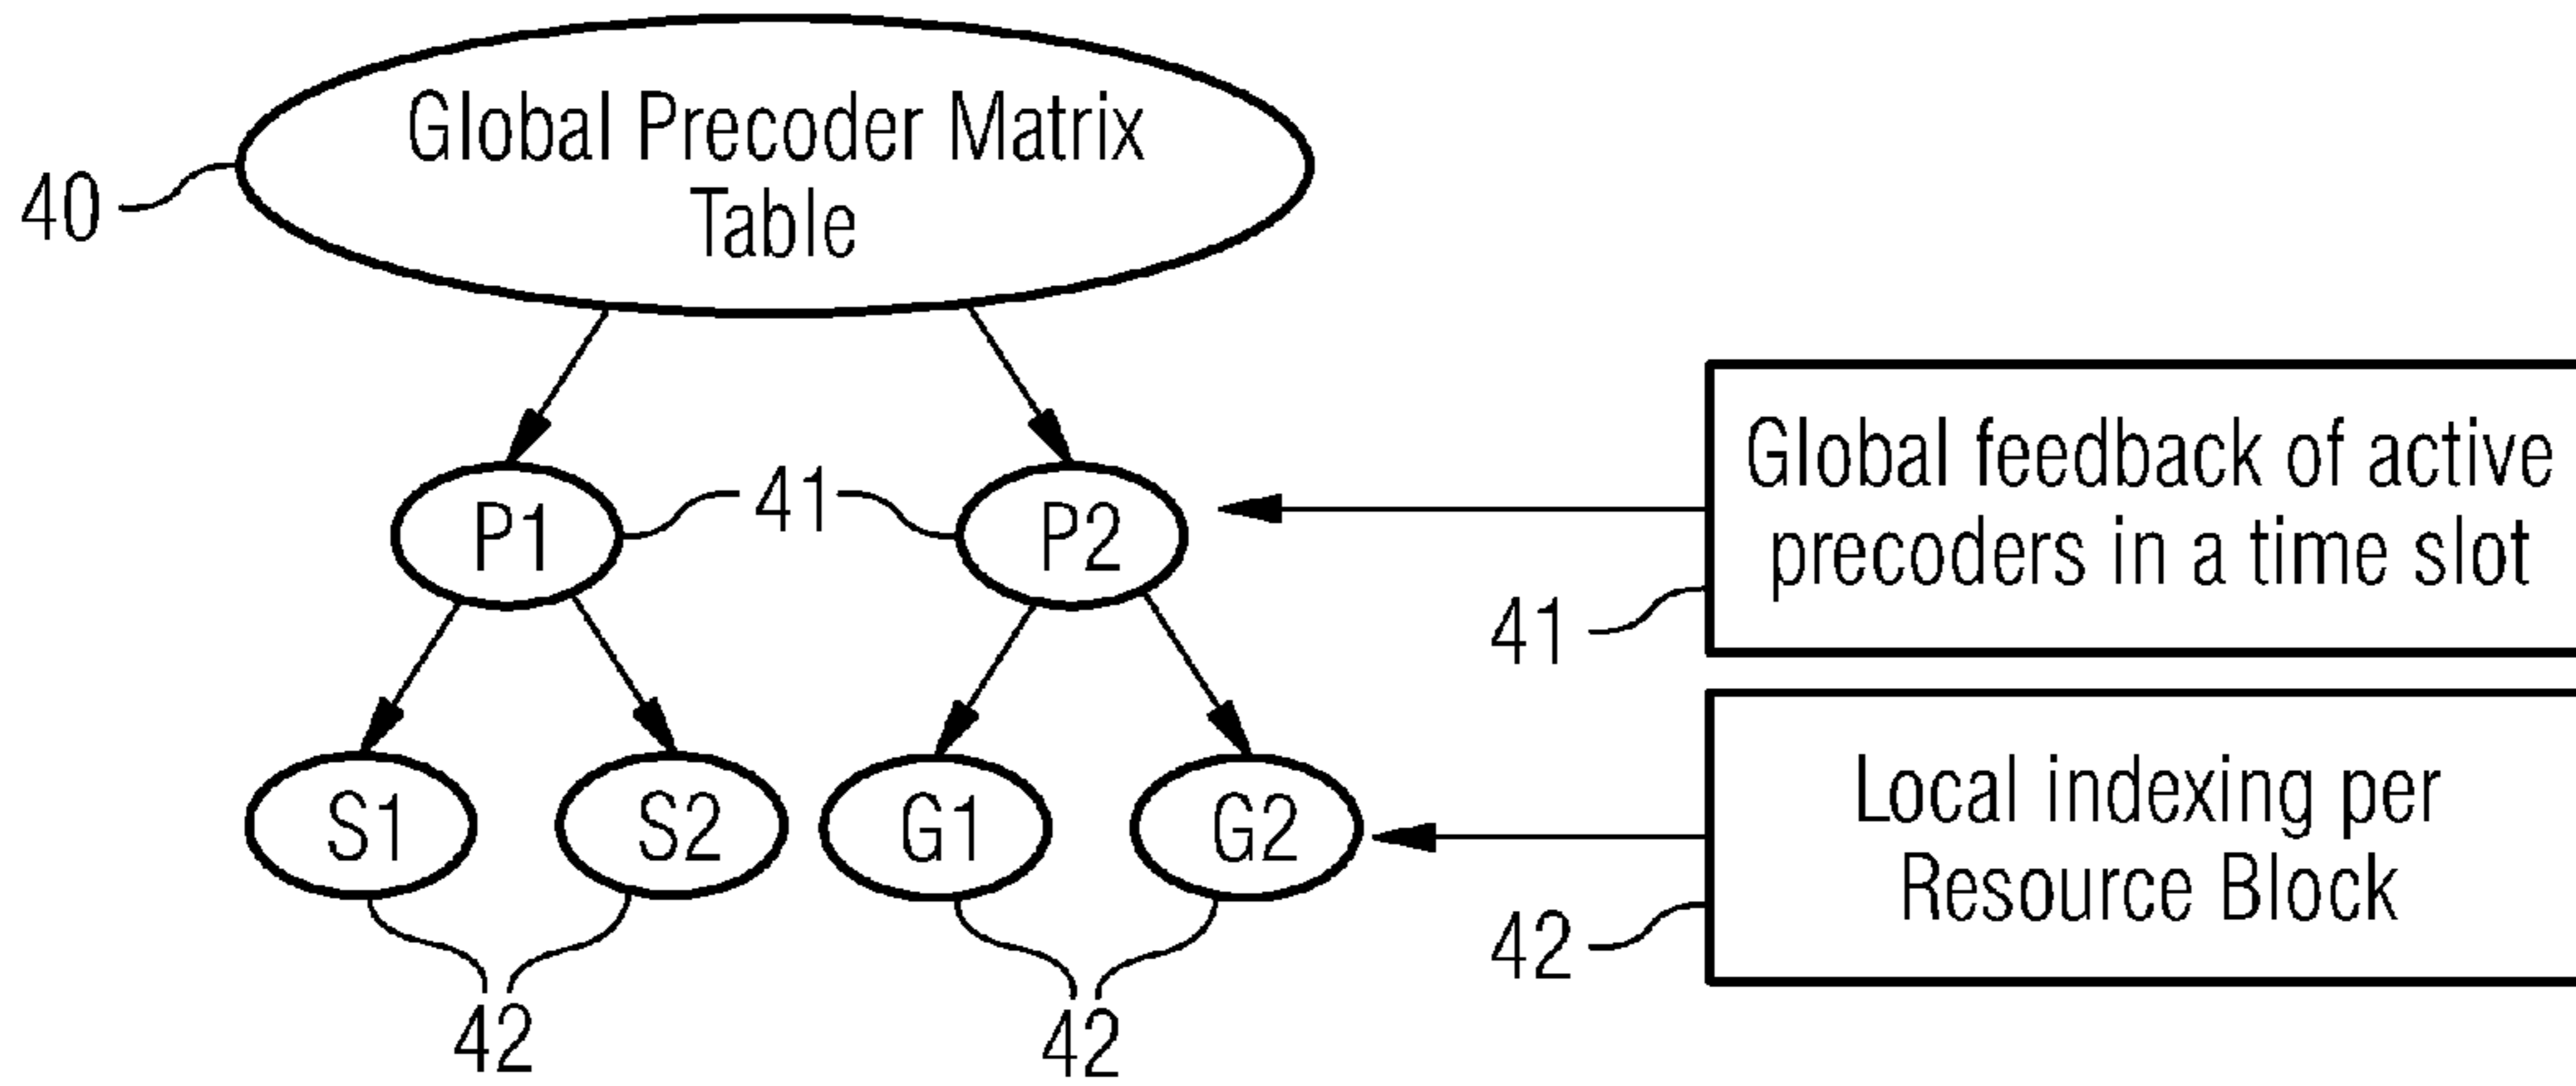 Global Precoder Matrix
Table
40
P1
41
P2
Global feedback of active
precoders in a time slot
41
S1
S2
G1
G2
Local indexing per
Resource Block
42
42
42